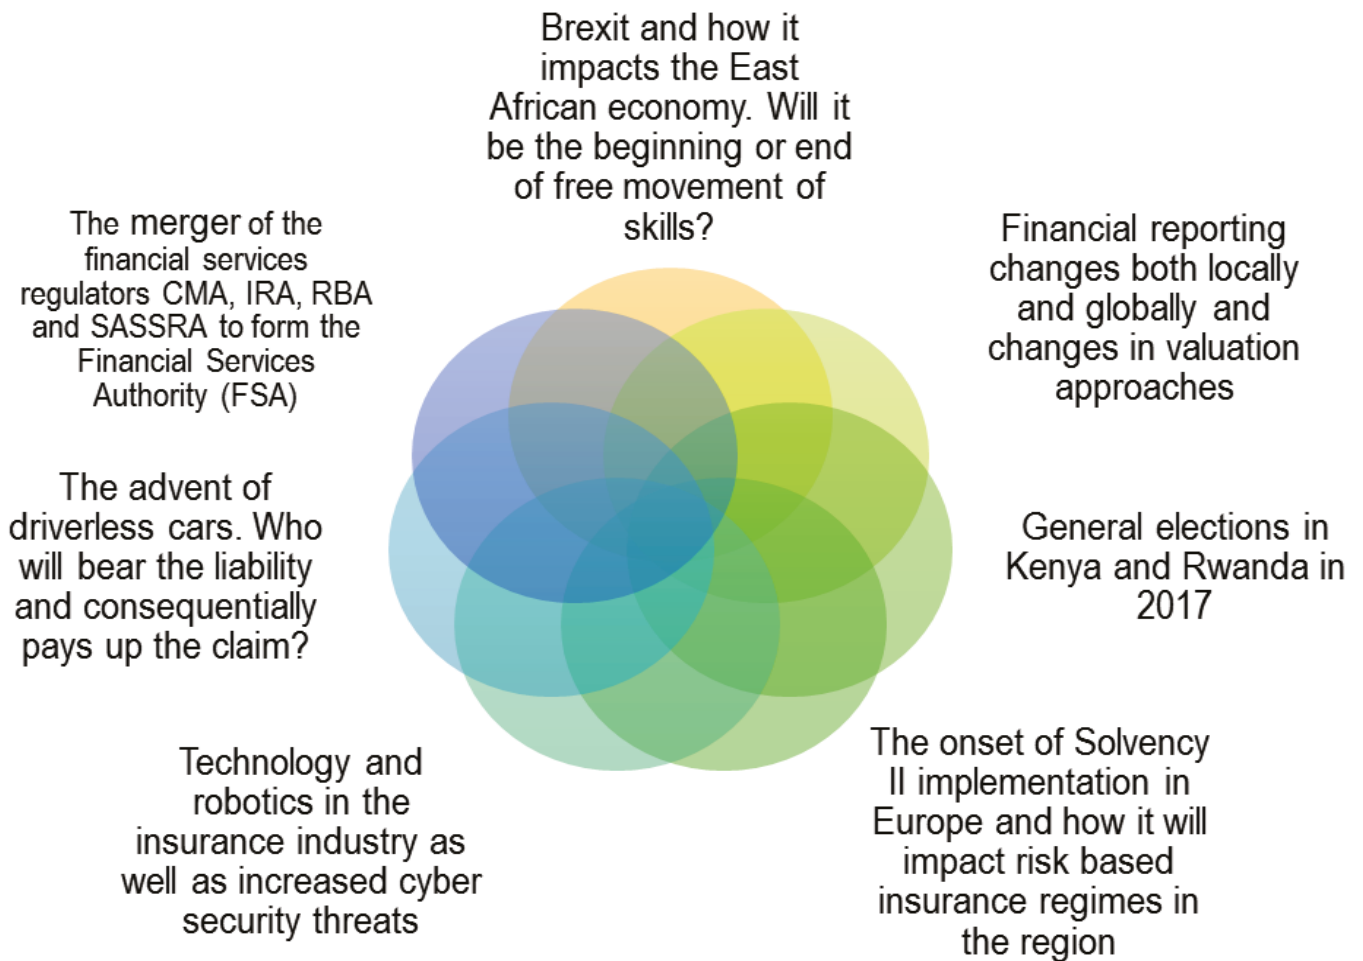 Brexit and how it
impacts the East
African economy. Will it
be the beginning or end
of free movement of
skills?
Financial reporting
changes both locally
and globally and
changes in valuation
approaches
General elections in
Kenya and Rwanda in
2017
The onset of Solvency
II implementation in
Europe and how it will
impact risk based
insurance regimes in
the region
Technology and
robotics in the
insurance industry as
well as increased cyber
security threats
The advent of
driverless cars. Who
will bear the liability
and consequentially
pays up the claim?
The merger of the
financial services
regulators CMA, IRA, RBA
and SASSRA to form the
Financial Services
Authority (FSA)